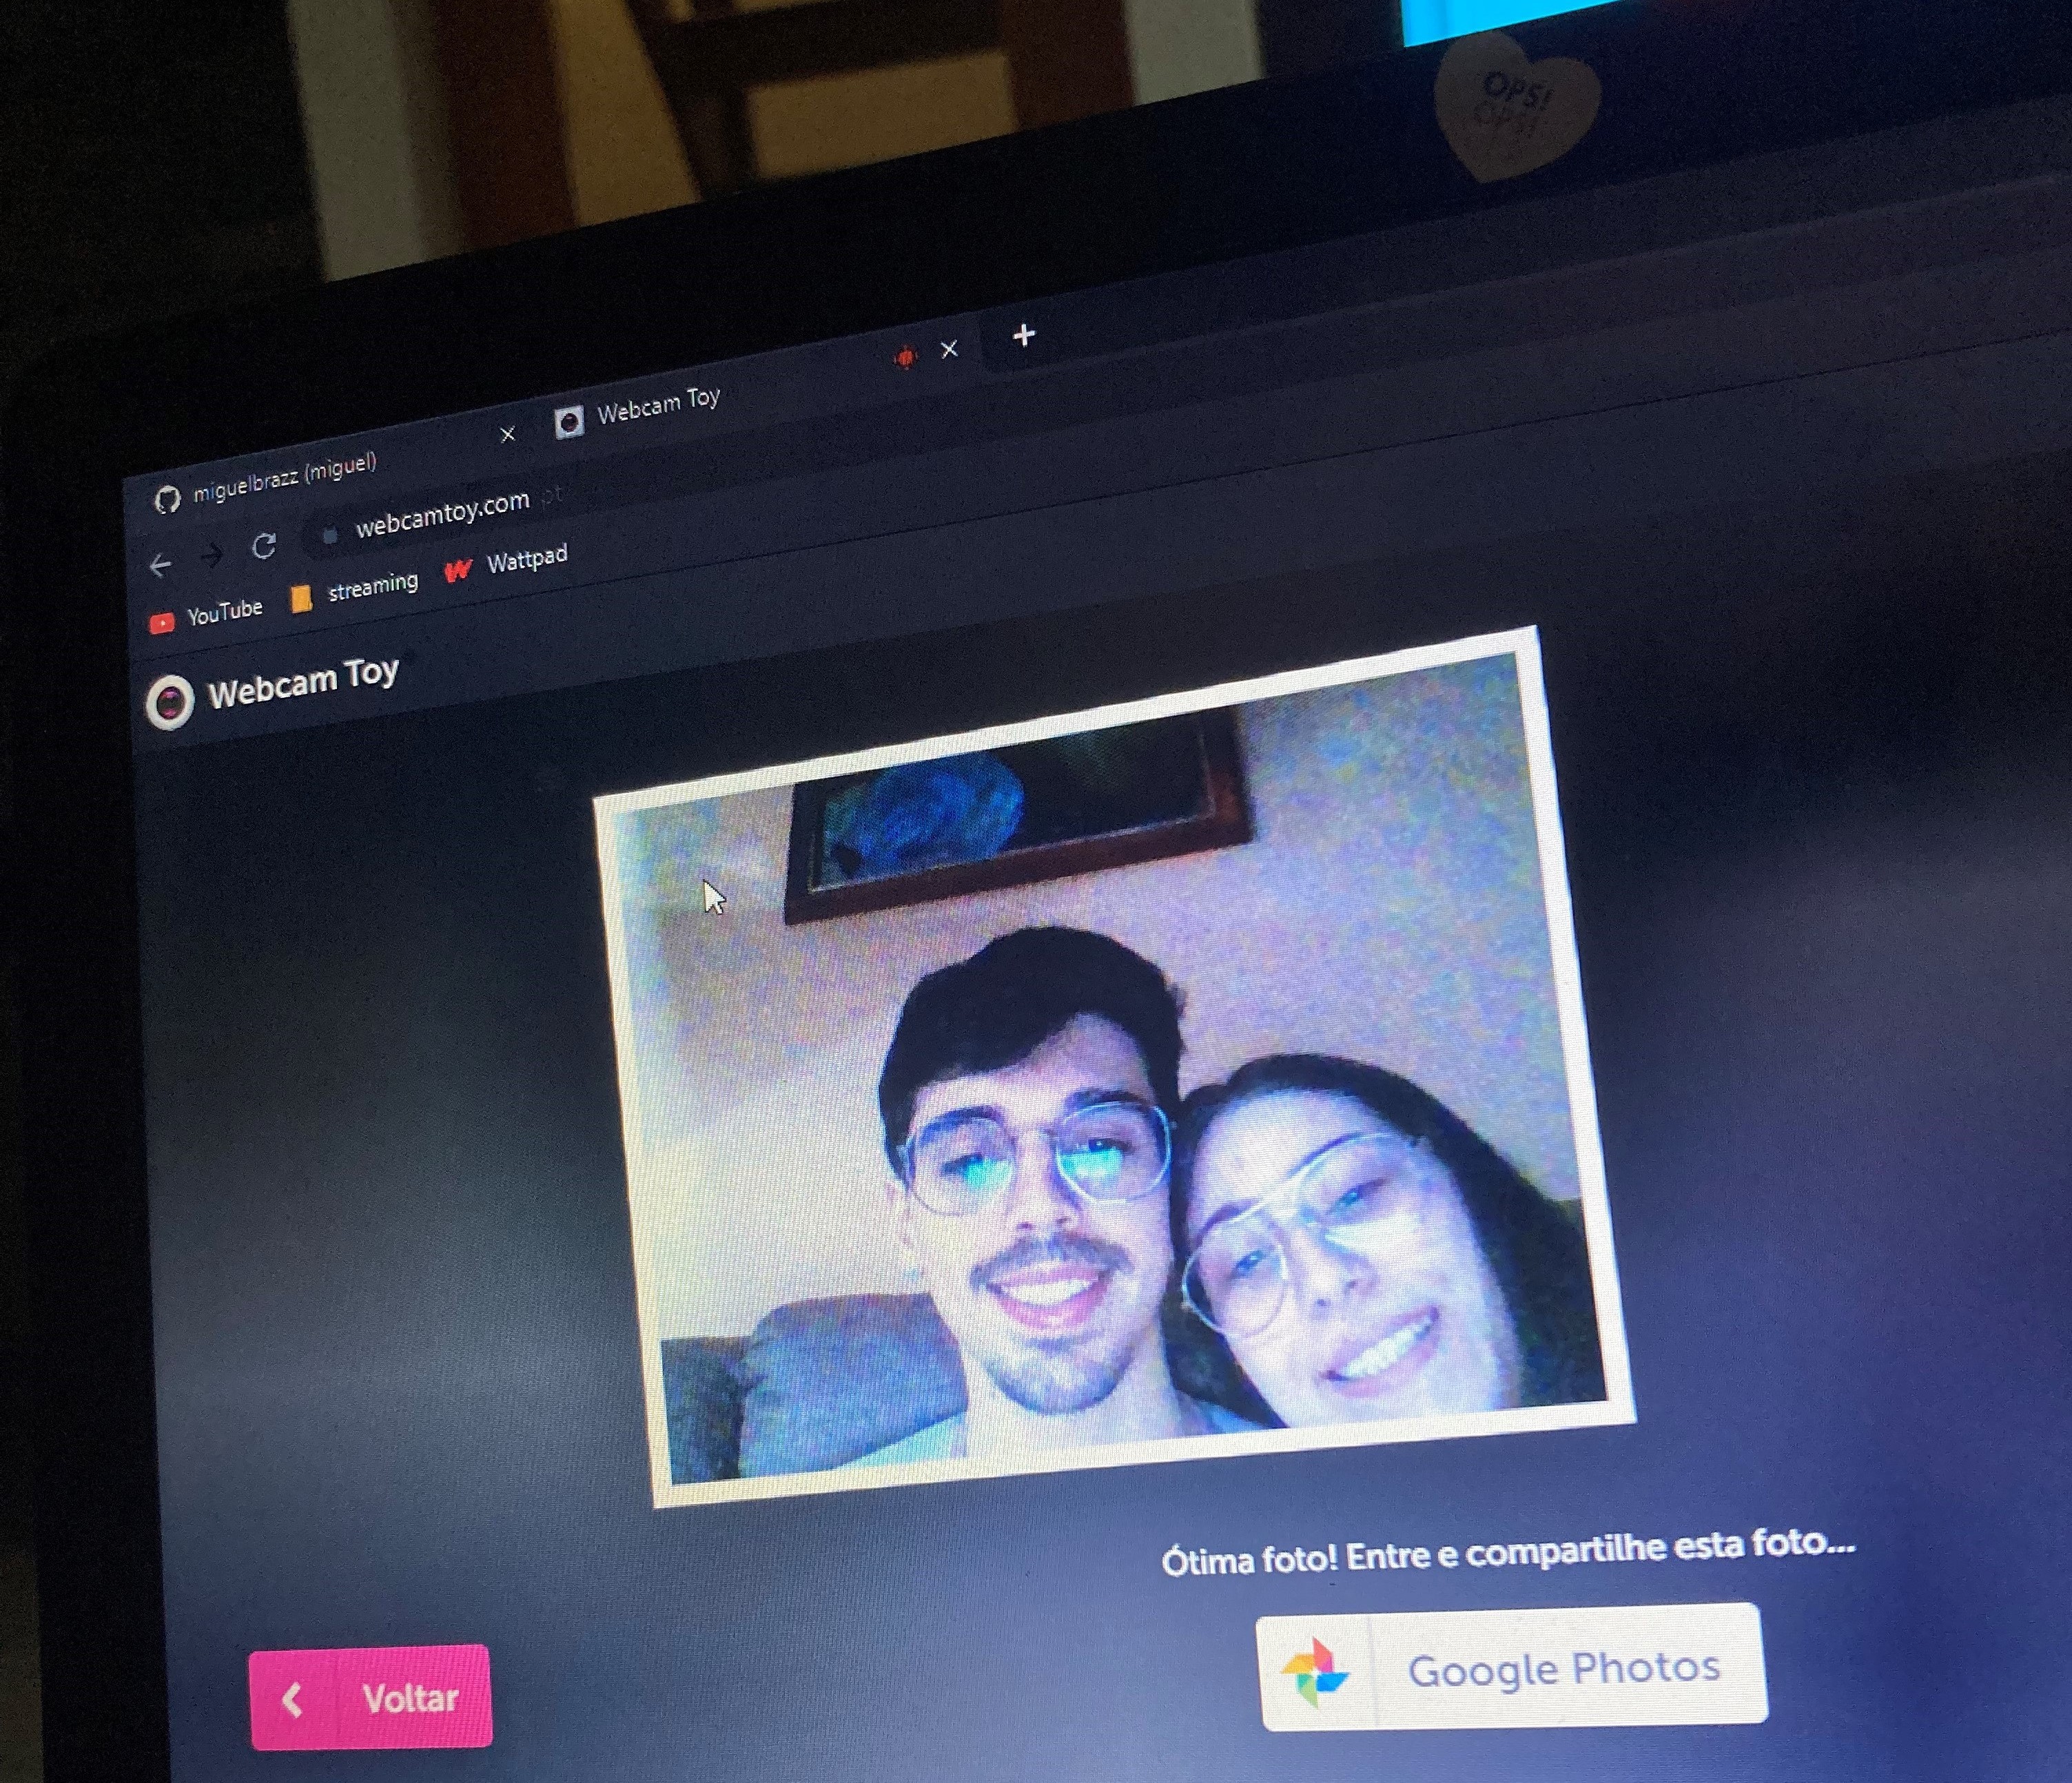 OPS!
OPS!
miguelbrazz (miguel)
Webcam Toy
webcamtoy.com
YouTube
streaming
Wattpad
Webcam Toy
Ótima foto! Entre e compartilhe esta foto...
Voltar
Google Photos